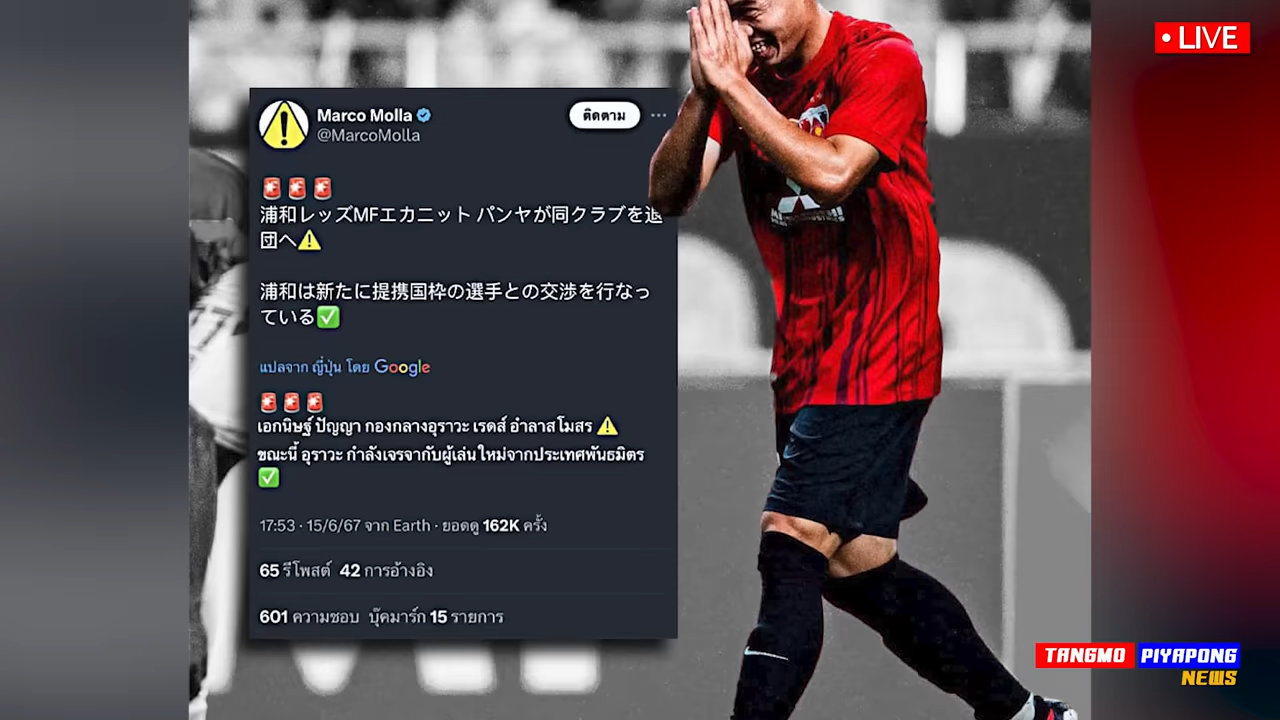 • LIVE
Marco Molla
@MarcoMolla
ติดตาม
浦和レッズMFエカニット パンヤが同クラブを退
団へ⚠️
浦和は新たに提携国枠の選手との交渉を行なっ
ている✅
แปลจาก ญี่ปุ่น โดย Google
เอกนิษฐ์ ปัญญา กองกลางอุราวะ เรดส์ อำลาสโมสร ⚠️
ขณะนี้ อุราวะ กำลังเจรจากับผู้เล่นใหม่จากประเทศพันธมิตร
✅
17:53 · 15/6/67 จาก Earth · ยอดดู 162K ครั้ง
65 รีโพสต์ 42 การอ้างอิง
601 ความชอบ บุ๊คมาร์ก 15 รายการ
TANGMO PIYAPONG
NEWS